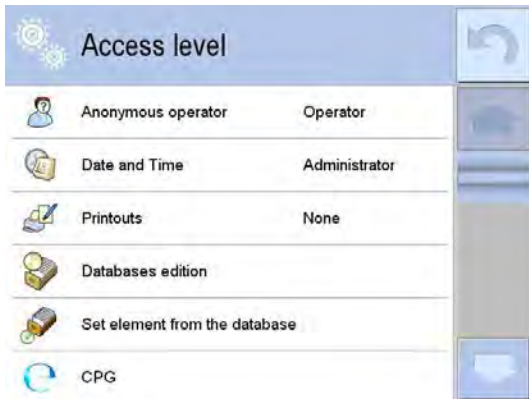 Access level
Anonymous operator Operator
Date and Time Administrator
Printouts None
Databases edition
Set element from the database
CPG